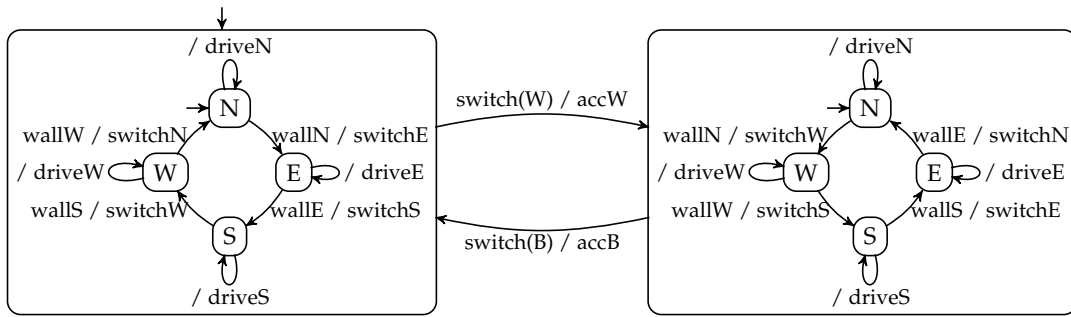 / driveN
N
wallW / switchN
wallN / switchE
/ driveW
W
E
/ driveE
wallS / switchW
wallE / switchS
S
/ driveS
switch(W) / accW
switch(B) / accB
/ driveN
N
wallN / switchW
wallE / switchN
/ driveW
W
E
/ driveE
wallW / switchS
wallS / switchE
S
/ driveS